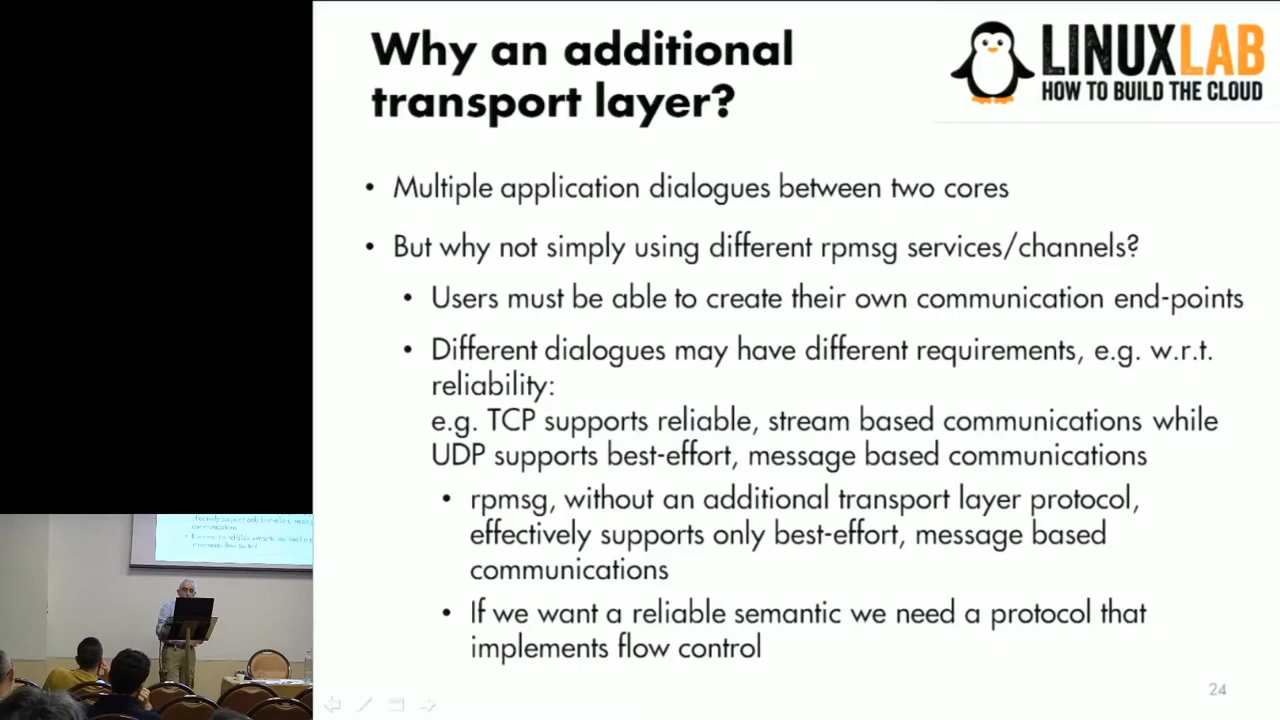 Why an additional
transport layer?
LINUXLAB
HOW TO BUILD THE CLOUD
• Multiple application dialogues between two cores
• But why not simply using different rpmsg services/channels?
• Users must be able to create their own communication end-points
• Different dialogues may have different requirements, e.g. w.r.t.
reliability:
e.g. TCP supports reliable, stream based communications while
UDP supports best-effort, message based communications
• rpmsg, without an additional transport layer protocol,
effectively supports only best-effort, message based
communications
• If we want a reliable semantic we need a protocol that
implements flow control
24